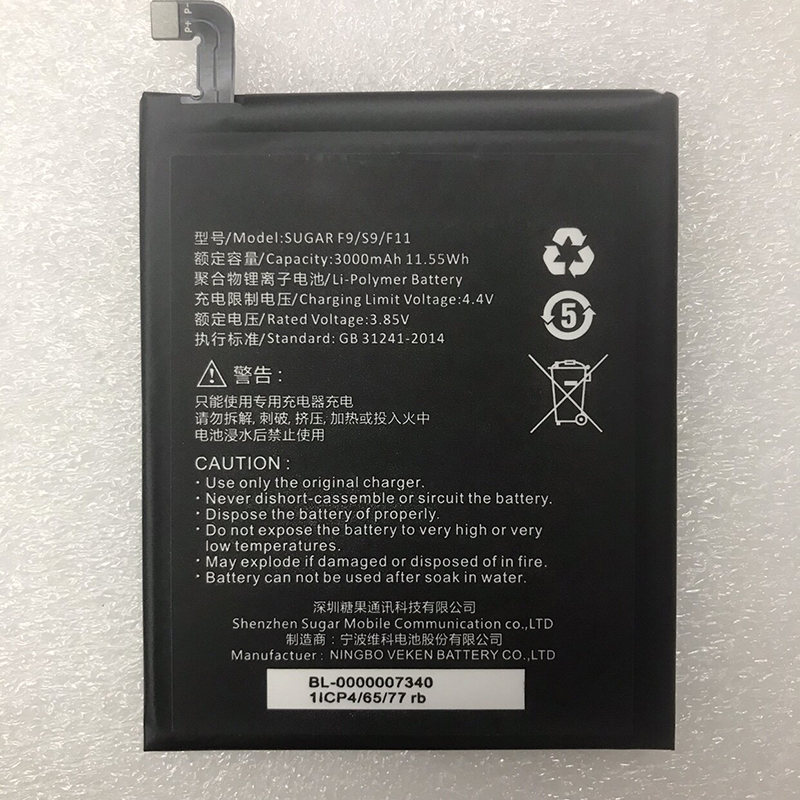 P+ P-
型号/Model:SUGAR F9/S9/F11
额定容量/Capacity:3000mAh 11.55Wh
聚合物锂离子电池/Li-Polymer Battery
充电限制电压/Charging Limit Voltage:4.4V
额定电压/Rated Voltage:3.85V
执行标准/Standard: GB 31241-2014
5
警告:
只能使用专用充电器充电
请勿拆解, 刺破, 挤压, 加热或投入火中
电池浸水后禁止使用
CAUTION :
· Use only the original charger.
· Never dishort-cassemble or sircuit the battery.
· Dispose the battery of properly.
· Do not expose the battery to very high or very
low temperatures.
· May explode if damaged or disposed of in fire.
· Battery can not be used after soak in water.
深圳糖果通讯科技有限公司
Shenzhen Sugar Mobile Communication co.,LTD
制造商:宁波维科电池股份有限公司
Manufactuer: NINGBO VEKEN BATTERY CO.,LTD
BL-0000007340
1ICP4/65/77 rb